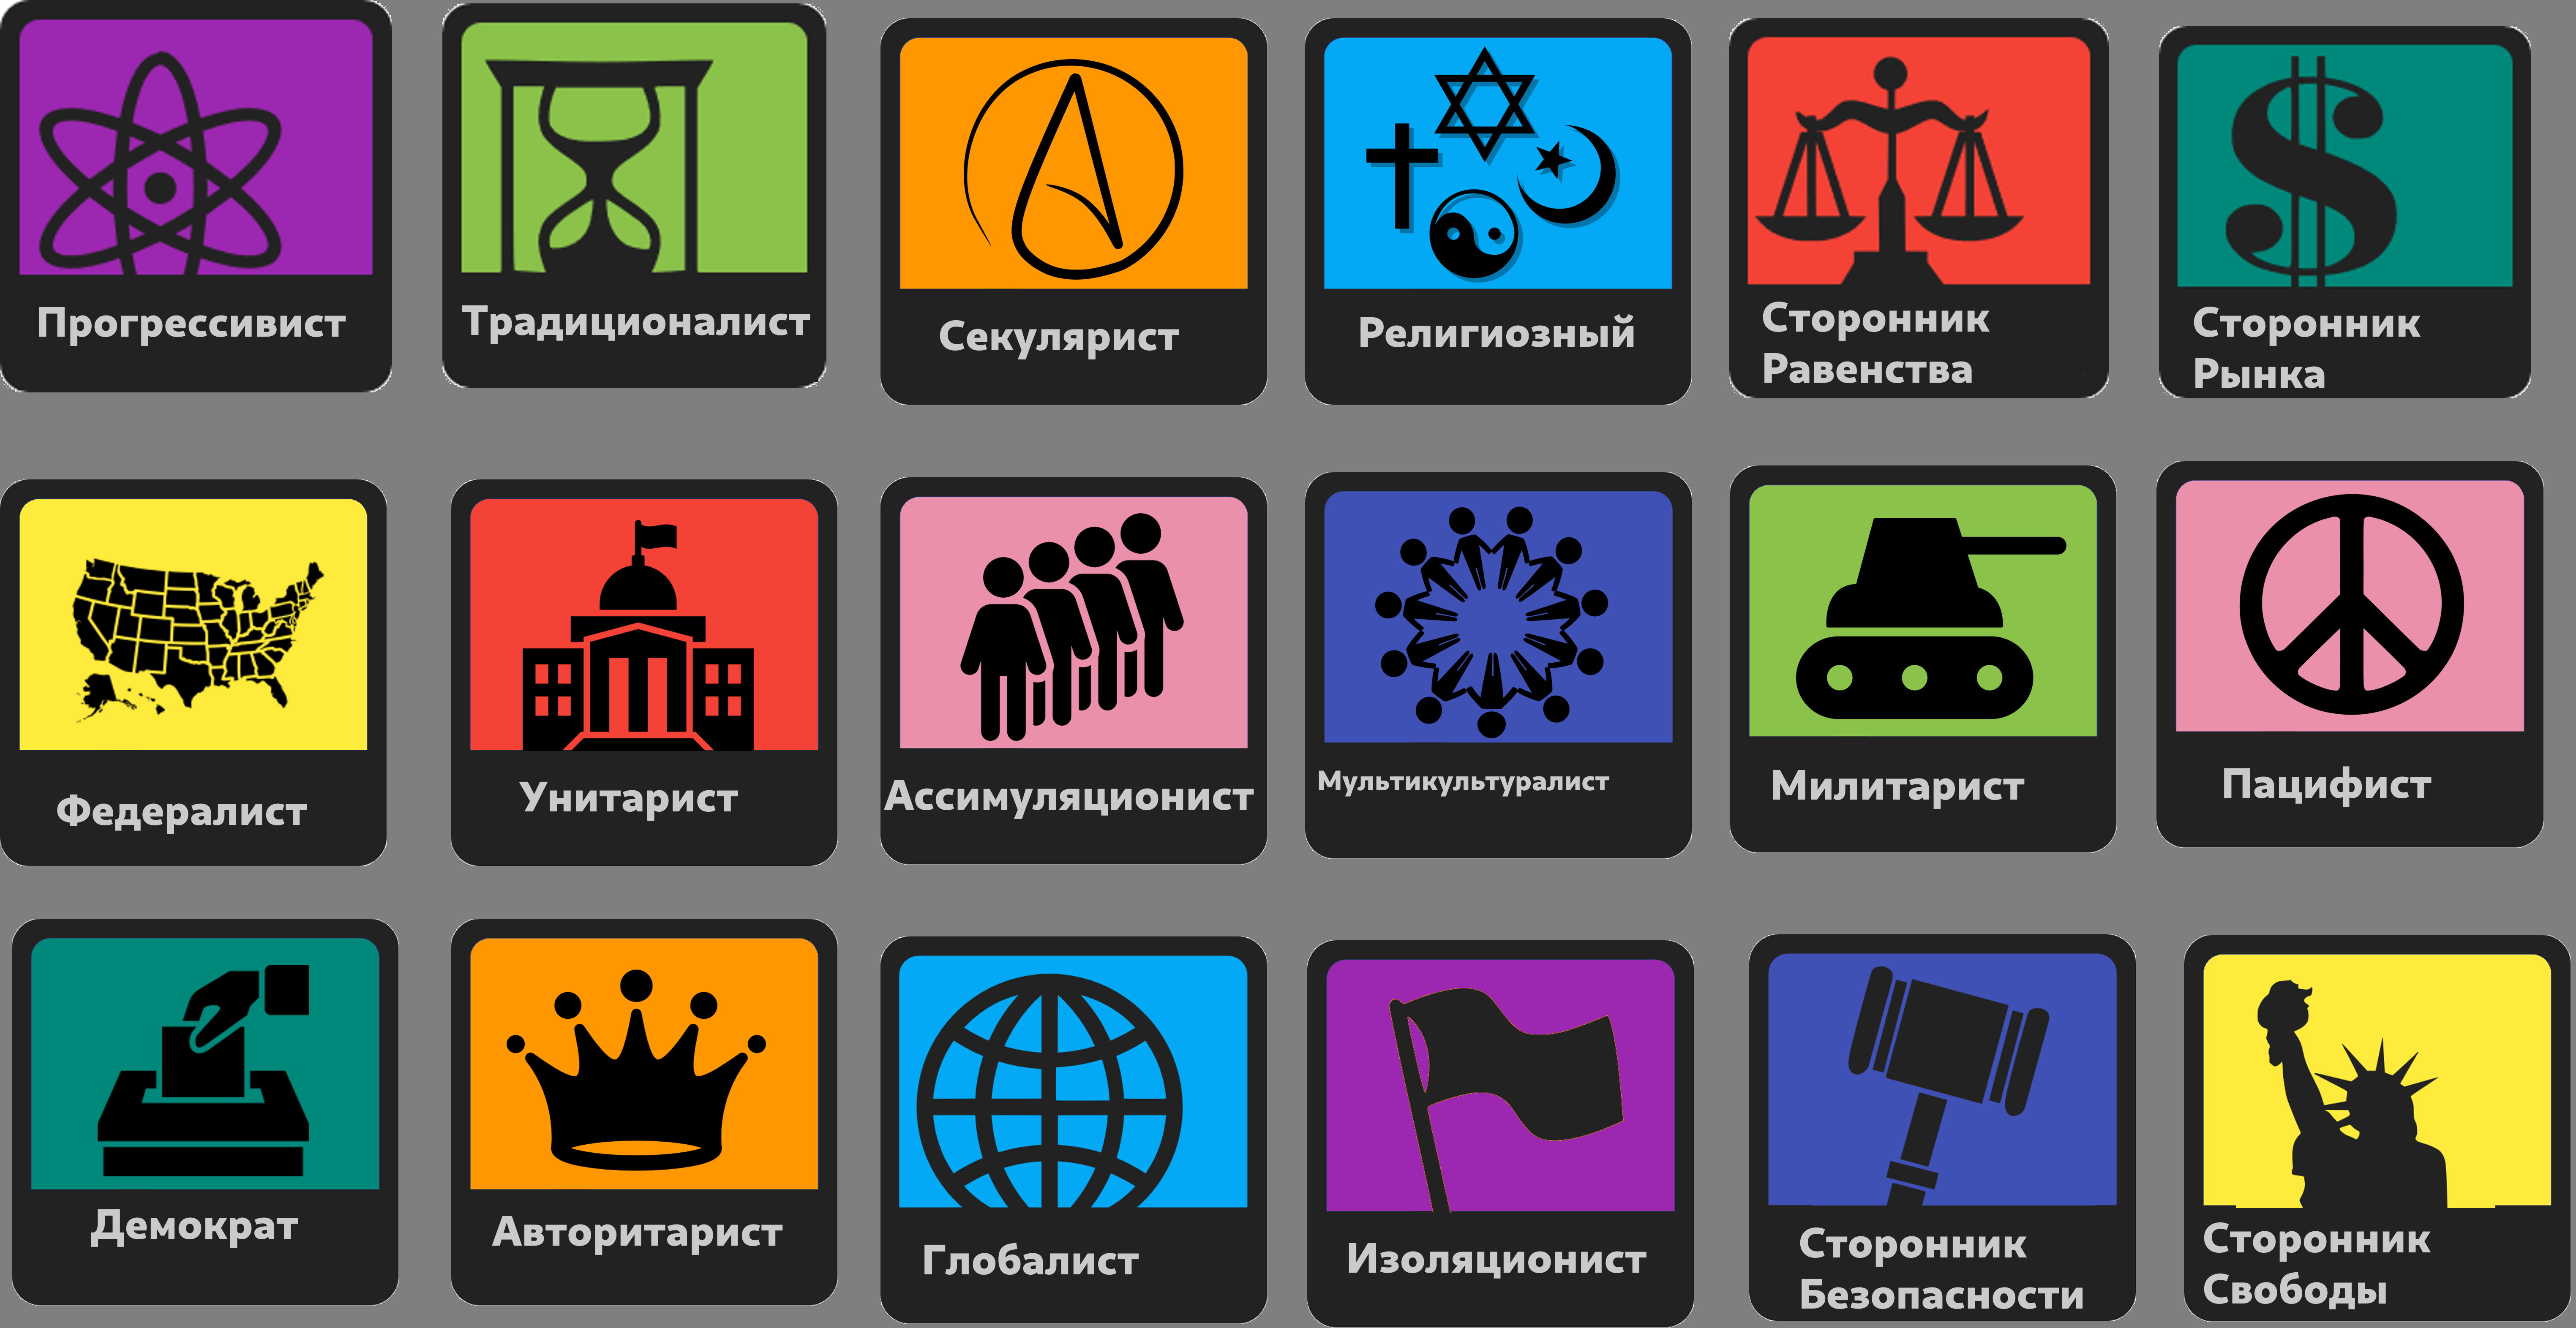 Прогрессивист
Традиционалист
Секулярист
Религиозный
Сторонник
Равенства
Сторонник
Рынка
Федералист
Унитарист
Ассимуляционист
Мультикультуралист
Милитарист
Пацифист
Демократ
Авторитарист
Глобалист
Изоляционист
Сторонник
Безопасности
Сторонник
Свободы